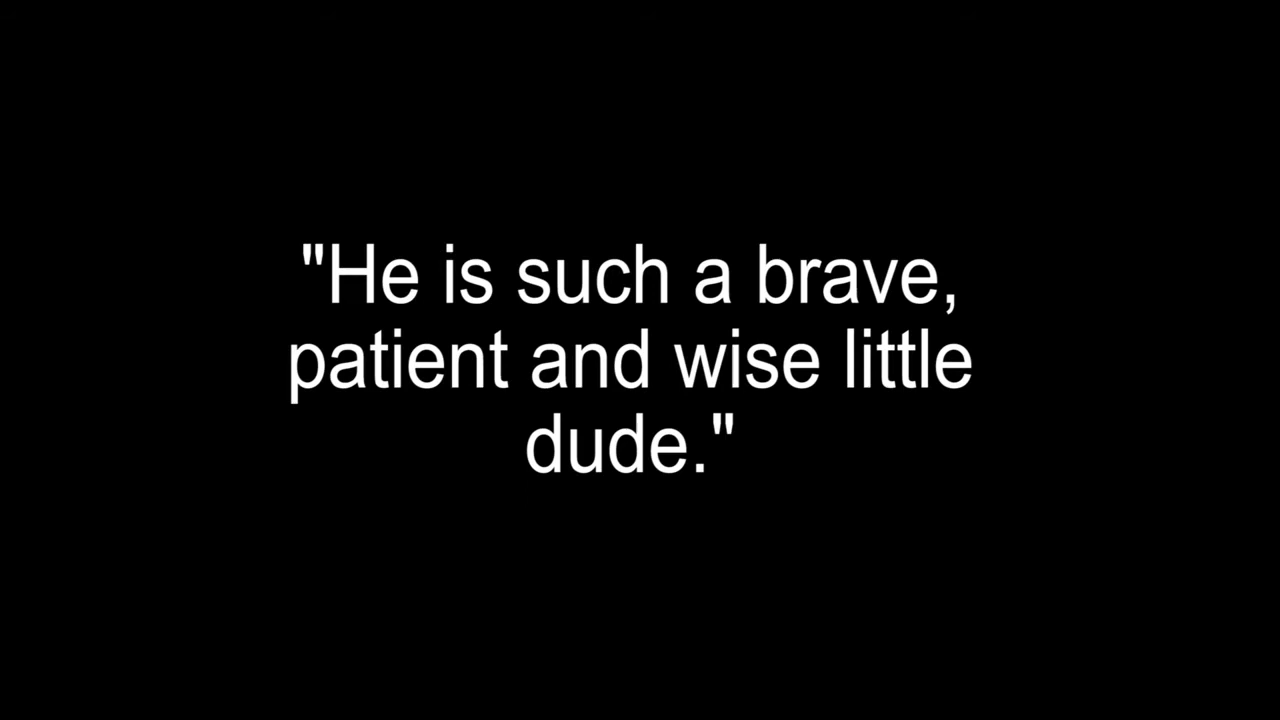 "He is such a brave,
patient and wise little
dude."